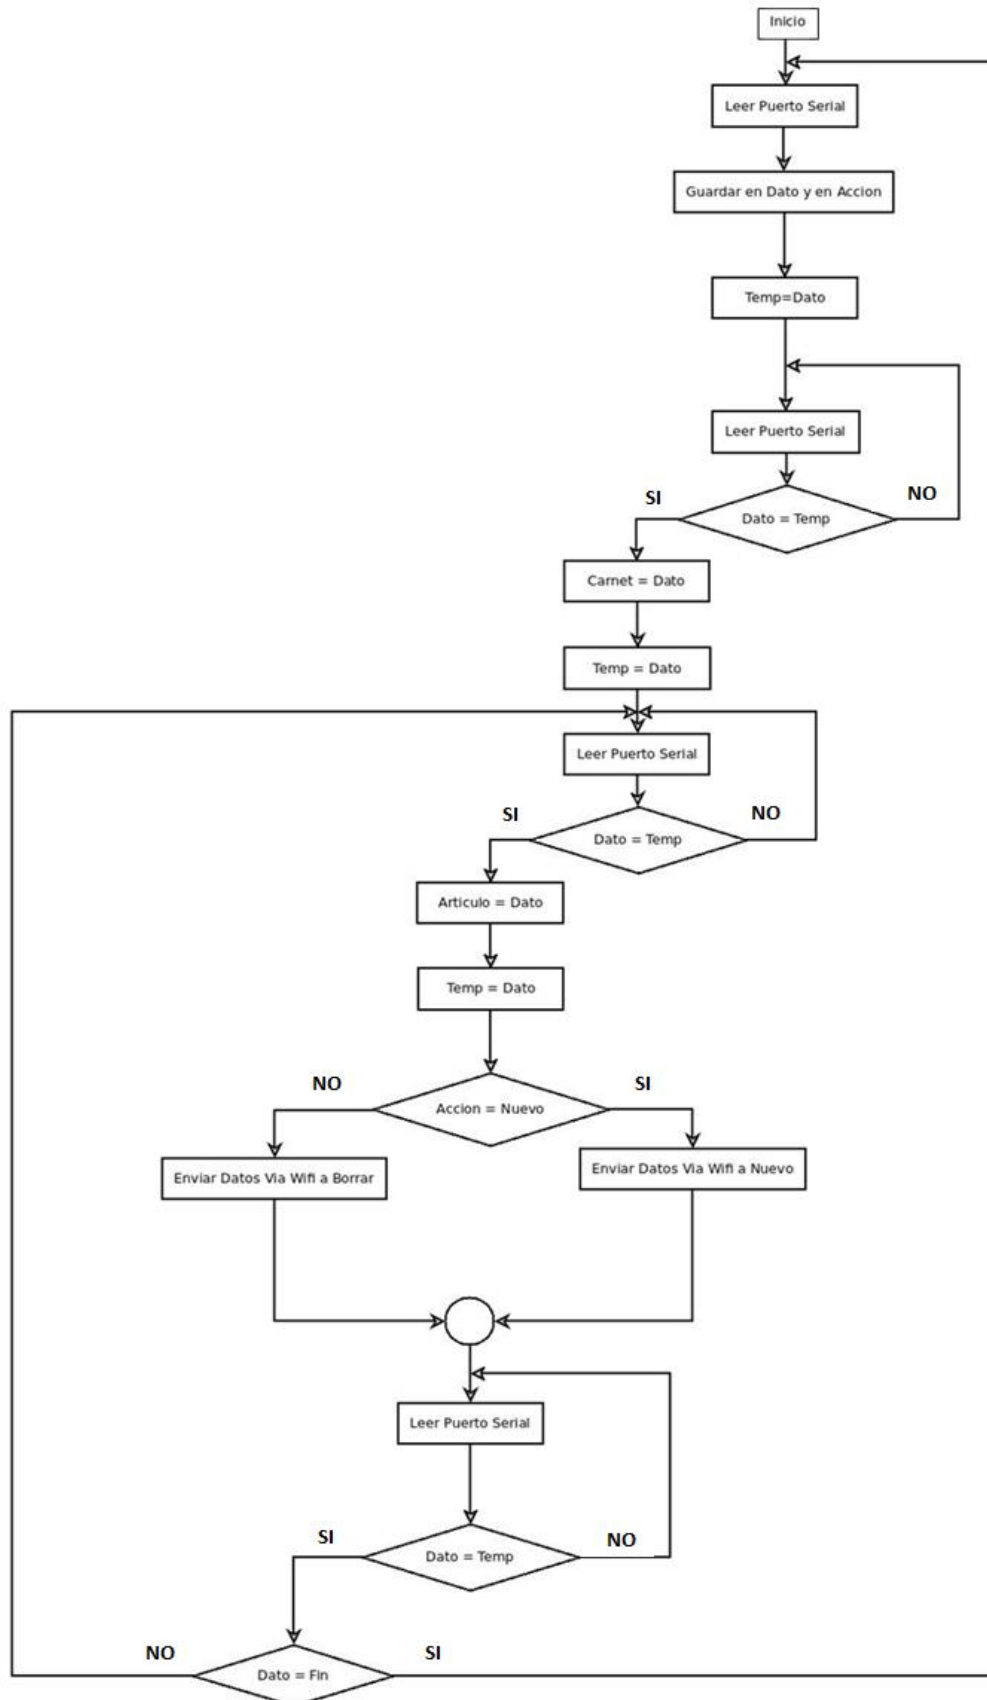 Inicio
Leer Puerto Serial
Guardar en Dato y en Accion
Temp=Dato
Leer Puerto Serial
SI
NO
Dato = Temp
Carnet = Dato
Temp = Dato
Leer Puerto Serial
SI
NO
Dato = Temp
Articulo = Dato
Temp = Dato
NO
SI
Accion = Nuevo
Enviar Datos Via Wifi a Borrar
Enviar Datos Via Wifi a Nuevo
Leer Puerto Serial
SI
NO
Dato = Temp
NO
SI
Dato = Fin